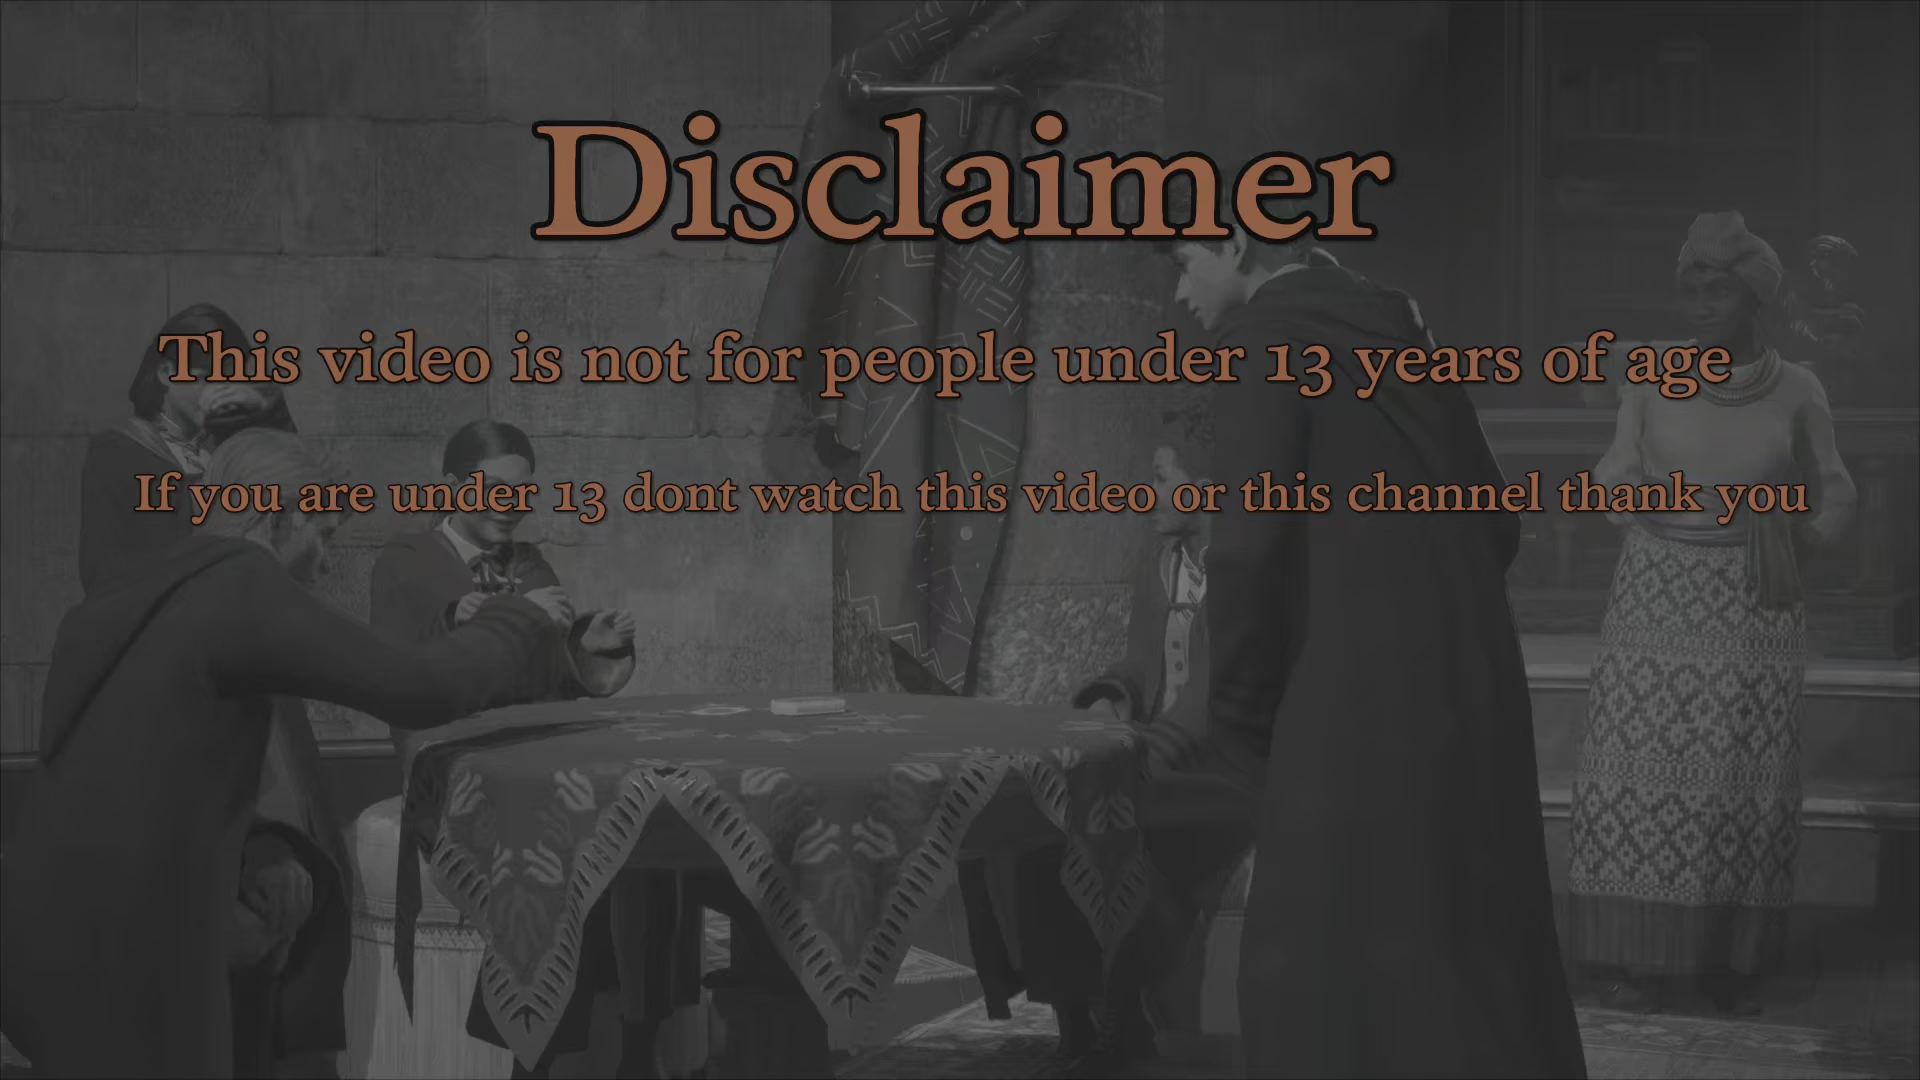 Disclaimer
This video is not for people under 13 years of age
If you are under 13 dont watch this video or this channel thank you